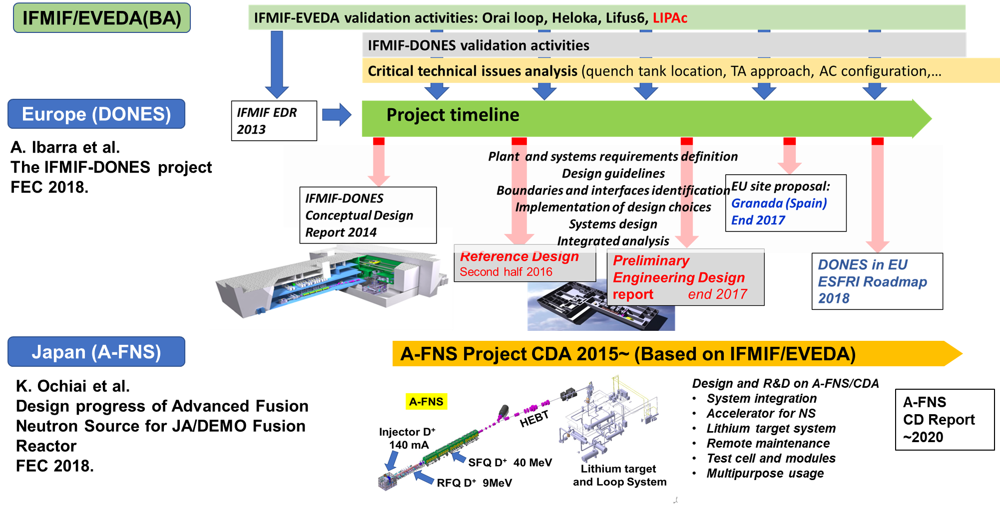 IFMIF/EVEDA(BA)
IFMIF-EVEDA validation activities: Orai loop, Heloka, Lifus6, LIPAc
IFMIF-DONES validation activities
Critical technical issues analysis (quench tank location, TA approach, AC configuration,...
Europe (DONES)
IFMIF EDR
2013
Project timeline
A. Ibarra et al.
The IFMIF-DONES project
FEC 2018.
Plant and systems requirements definition
Design guidelines
Boundaries and interfaces identification
Implementation of design choices
Systems design
Integrated analysis
IFMIF-DONES
Conceptual Design
Report 2014
Reference Design
Second half 2016
Preliminary
Engineering Design
report end 2017
EU site proposal:
Granada (Spain)
End 2017
DONES in EU
ESFRI Roadmap
2018
Japan (A-FNS)
A-FNS Project CDA 2015~ (Based on IFMIF/EVEDA)
K. Ochiai et al.
Design progress of Advanced Fusion
Neutron Source for JA/DEMO Fusion
Reactor
FEC 2018.
A-FNS
HEBT
Injector D⁺
140 mA
SFQ D⁺ 40 MeV
RFQ D⁺ 9MeV
Lithium target
and Loop System
Design and R&D on A-FNS/CDA
• System integration
• Accelerator for NS
• Lithium target system
• Remote maintenance
• Test cell and modules
• Multipurpose usage
A-FNS
CD Report
~2020